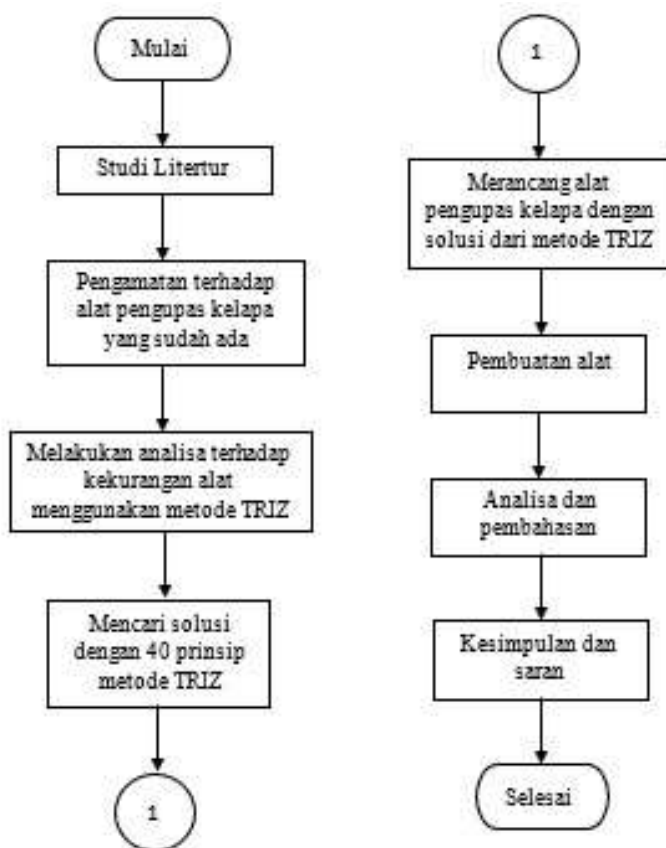 Mulai
Studi Litertur
Pengamatan terhadap
alat pengupas kelapa
yang sudah ada
Melakukan analisa terhadap
kekurangan alat
menggunakan metode TRIZ
Mencari solusi
dengan 40 prinsip
metode TRIZ
1
1
Merancang alat
pengupas kelapa dengan
solusi dari metode TRIZ
Pembuatan alat
Analisa dan
pembahasan
Kesimpulan dan
saran
Selesai